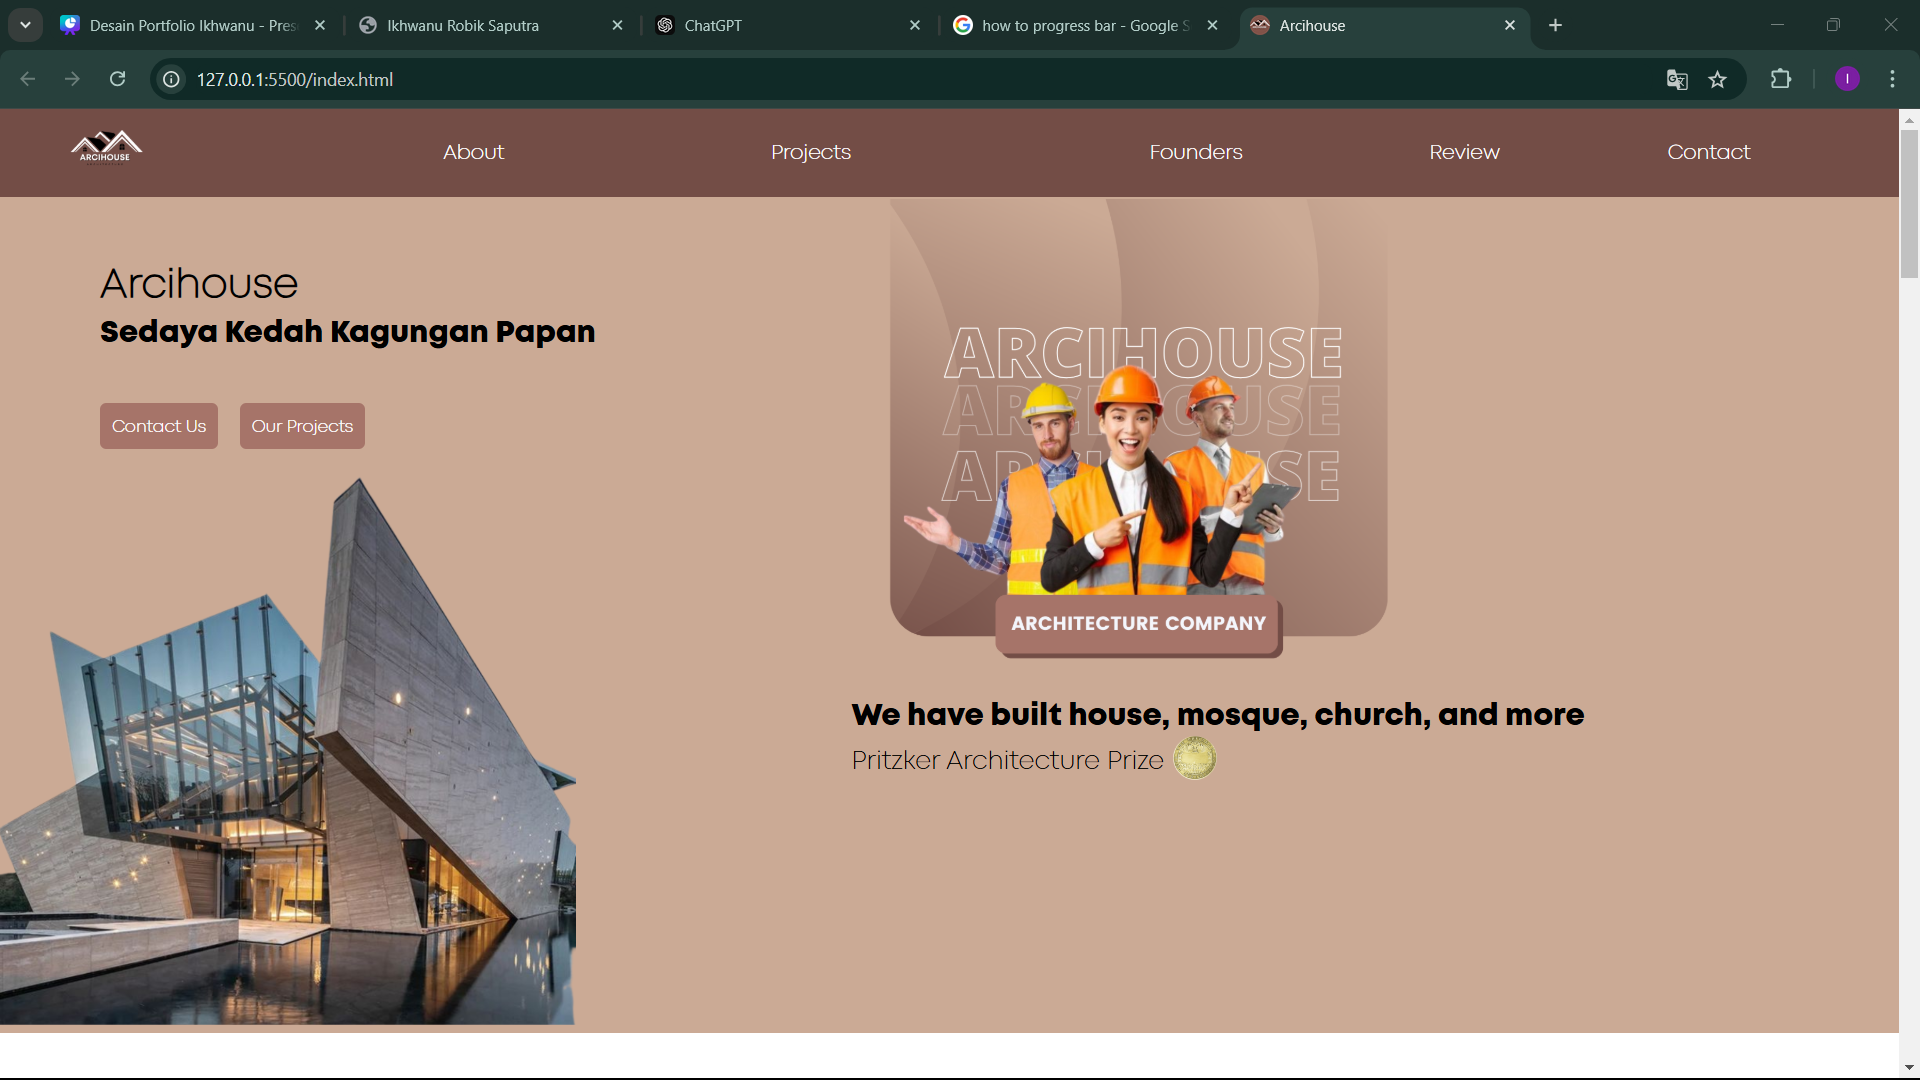 Desain Portfolio Ikhwanu - Pres
Ikhwanu Robik Saputra
ChatGPT
how to progress bar - Google S
Arcihouse
127.0.0.1:5500/index.html
I
ARCIHOUSE
About
Projects
Founders
Review
Contact
Arcihouse
Sedaya Kedah Kagungan Papan
Contact Us
Our Projects
ARCIHOUSE
ARCIHOUSE
ARCIHOUSE
ARCHITECTURE COMPANY
We have built house, mosque, church, and more
Pritzker Architecture Prize